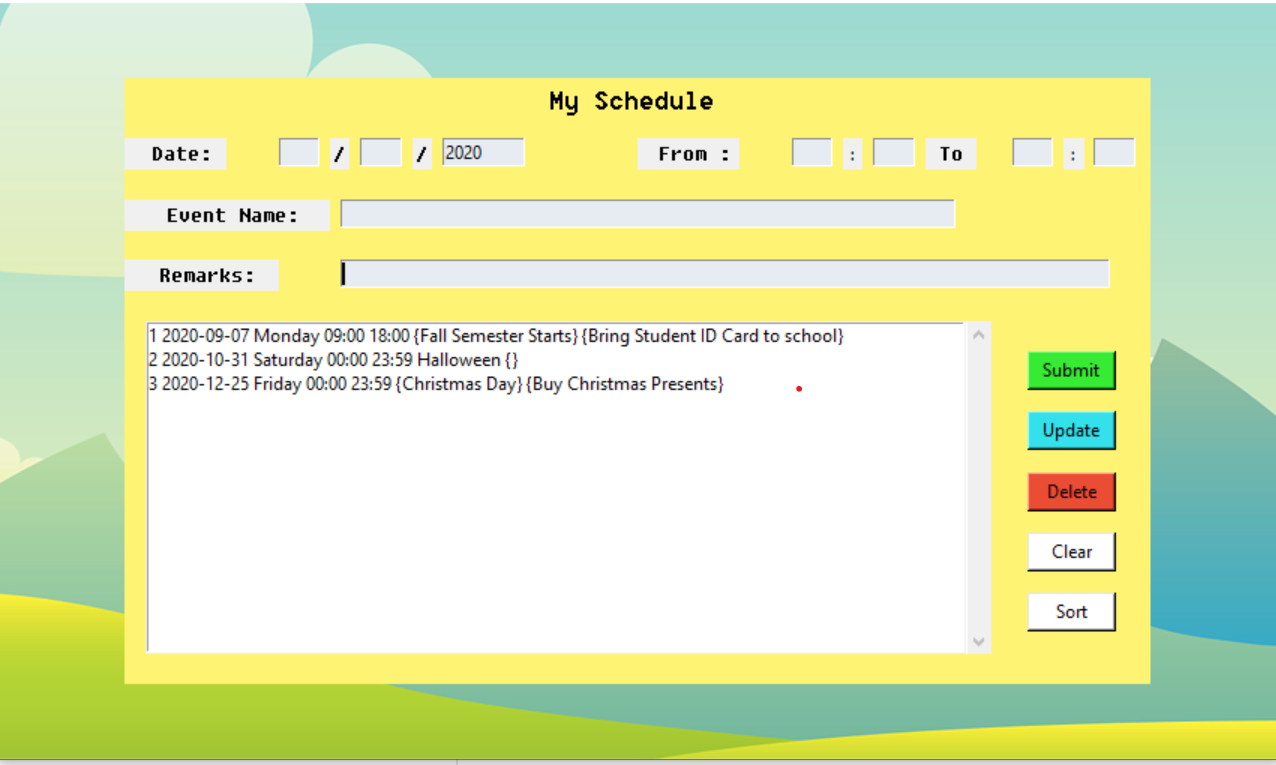 My Schedule
Date: / / 2020 From : : To :
Event Name:
Remarks:
1 2020-09-07 Monday 09:00 18:00 {Fall Semester Starts} {Bring Student ID Card to school}
2 2020-10-31 Saturday 00:00 23:59 Halloween {}
3 2020-12-25 Friday 00:00 23:59 {Christmas Day} {Buy Christmas Presents}
Submit
Update
Delete
Clear
Sort